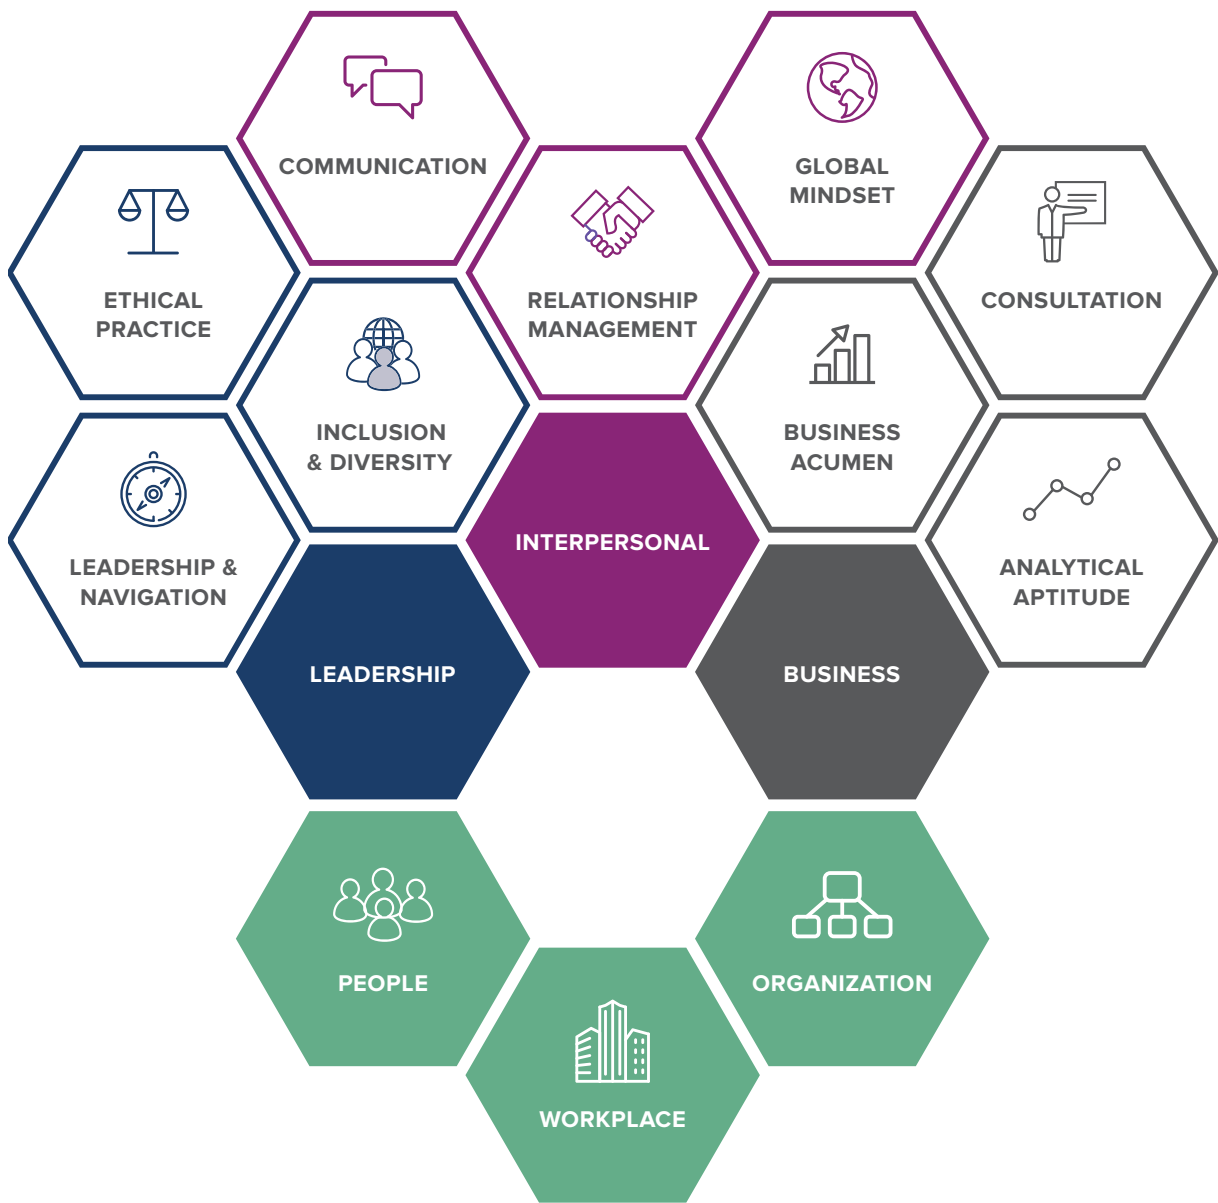 COMMUNICATION
GLOBAL
MINDSET
ETHICAL
PRACTICE
RELATIONSHIP
MANAGEMENT
CONSULTATION
INCLUSION
& DIVERSITY
BUSINESS
ACUMEN
LEADERSHIP &
NAVIGATION
INTERPERSONAL
ANALYTICAL
APTITUDE
LEADERSHIP
BUSINESS
PEOPLE
ORGANIZATION
WORKPLACE